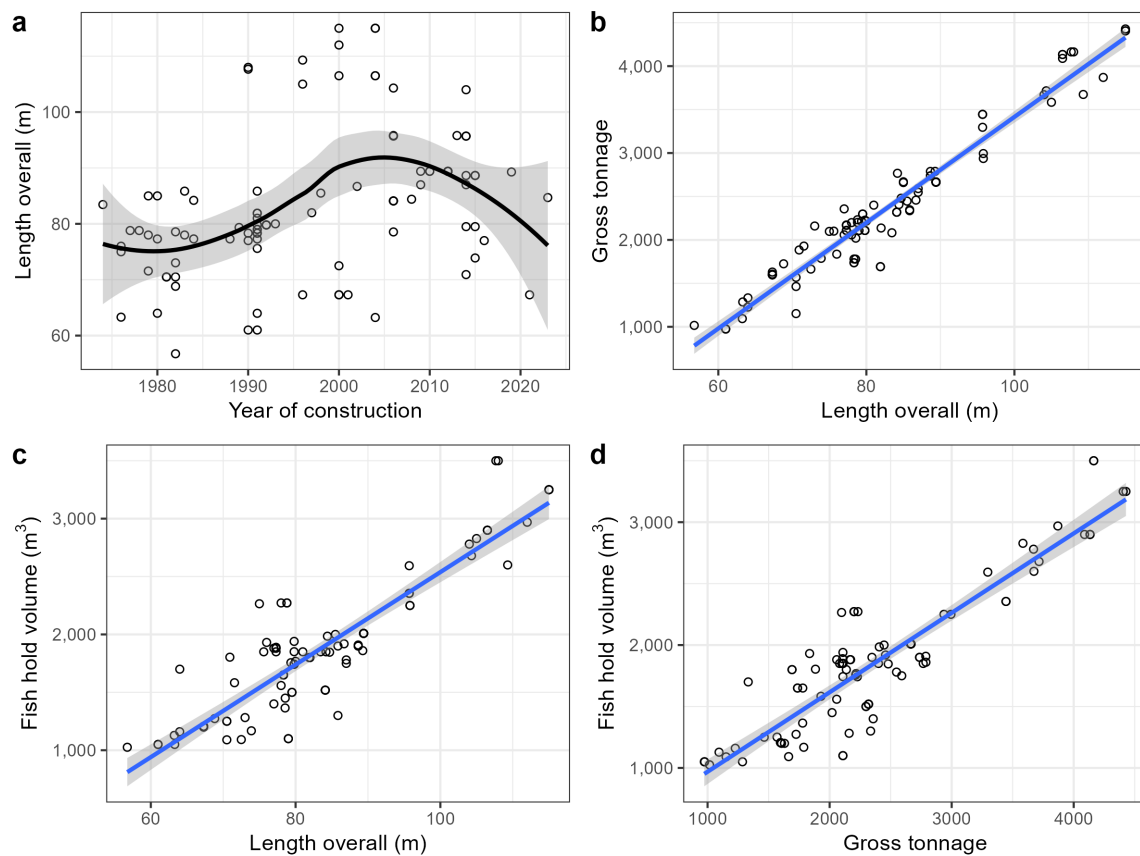 a
Length overall (m)
100
80
60
1980
1990
2000
2010
2020
Year of construction
b
Gross tonnage
4,000
3,000
2,000
1,000
60
80
100
Length overall (m)
c
Fish hold volume (m³)
3,000
2,000
1,000
60
80
100
Length overall (m)
d
Fish hold volume (m³)
3,000
2,000
1,000
1000
2000
3000
4000
Gross tonnage